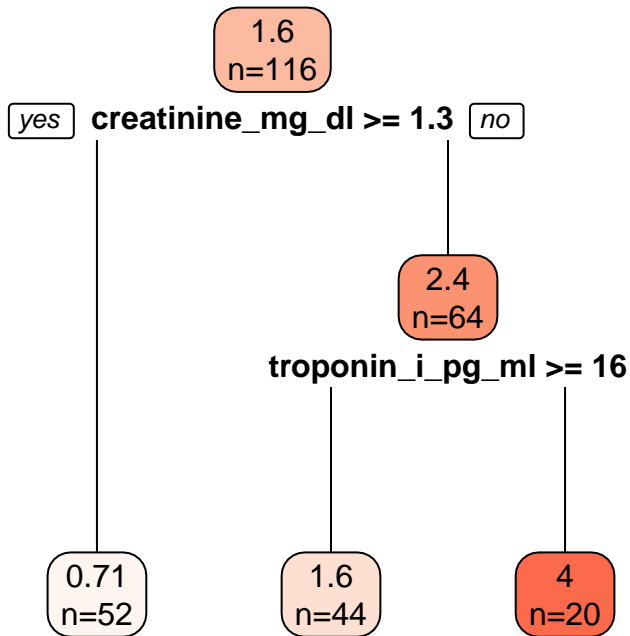 1.6
n=116
yes creatinine_mg_dl >= 1.3 no
2.4
n=64
troponin_i_pg_ml >= 16
0.71
n=52
1.6
n=44
4
n=20